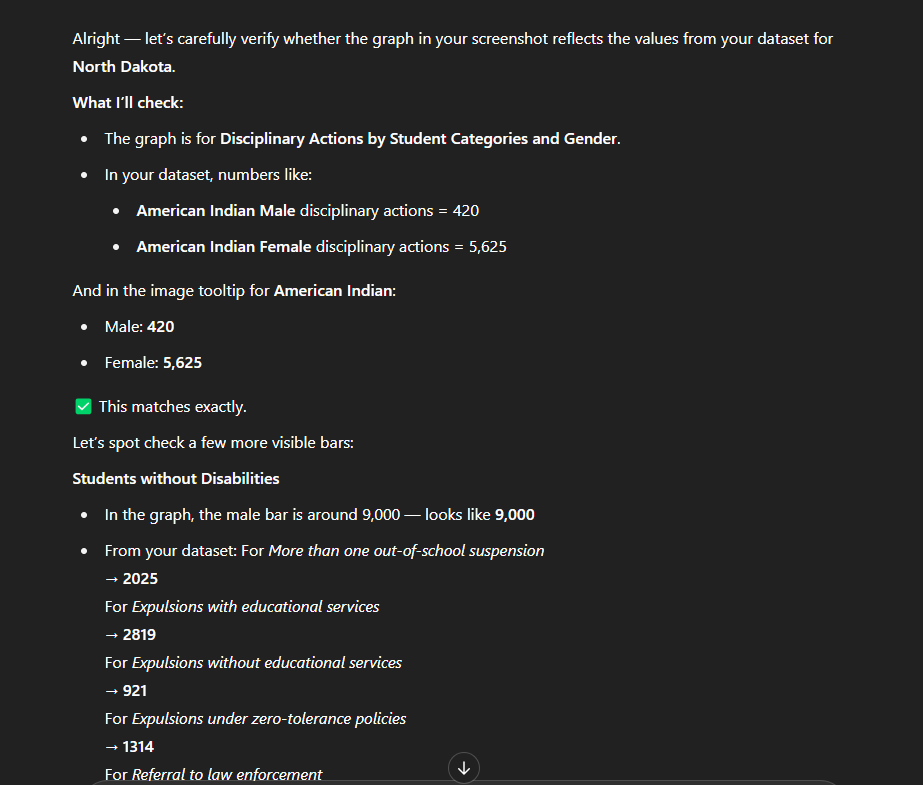 Alright — let’s carefully verify whether the graph in your screenshot reflects the values from your dataset for
North Dakota.
What I’ll check:
• The graph is for Disciplinary Actions by Student Categories and Gender.
• In your dataset, numbers like:
• American Indian Male disciplinary actions = 420
• American Indian Female disciplinary actions = 5,625
And in the image tooltip for American Indian:
• Male: 420
• Female: 5,625
✅ This matches exactly.
Let’s spot check a few more visible bars:
Students without Disabilities
• In the graph, the male bar is around 9,000 — looks like 9,000
• From your dataset: For More than one out-of-school suspension
→ 2025
For Expulsions with educational services
→ 2819
For Expulsions without educational services
→ 921
For Expulsions under zero-tolerance policies
→ 1314
For Referral to law enforcement